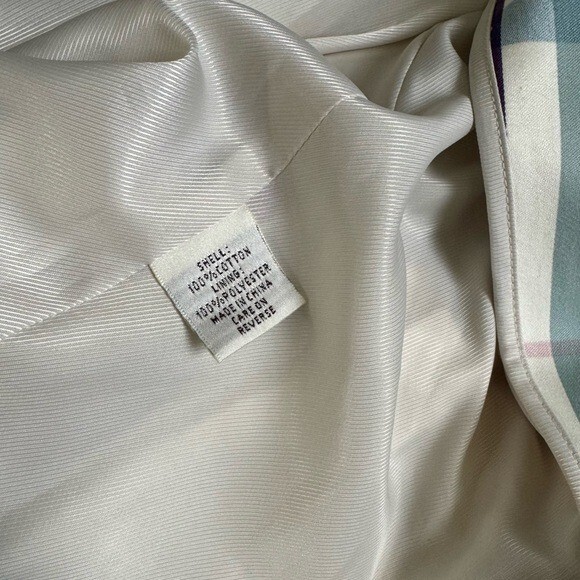 SHELL:
100%COTTON
LINING:
100%POLYESTER
MADE IN CHINA
CARE ON
REVERSE